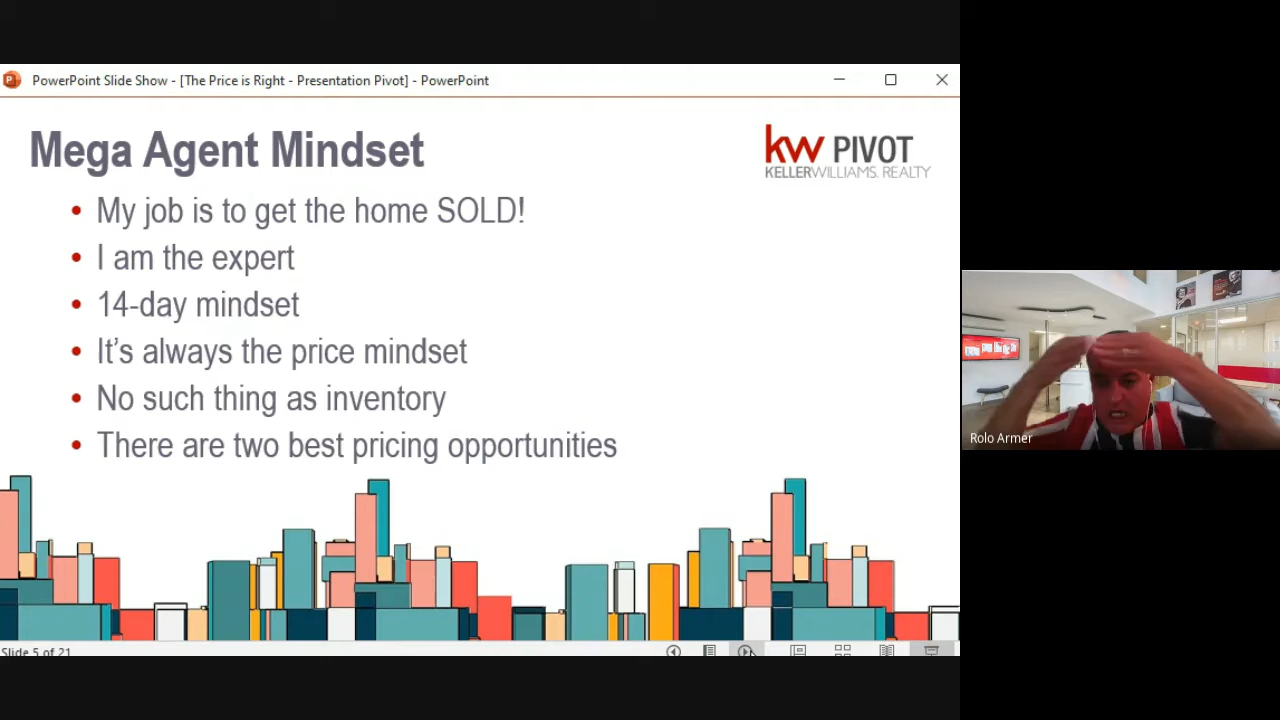 PowerPoint Slide Show - [The Price is Right - Presentation Pivot] - PowerPoint
Mega Agent Mindset
kw PIVOT
KELLERWILLIAMS. REALTY
• My job is to get the home SOLD!
• I am the expert
• 14-day mindset
• It’s always the price mindset
• No such thing as inventory
• There are two best pricing opportunities
Rolo Armer
Slide 5 of 21